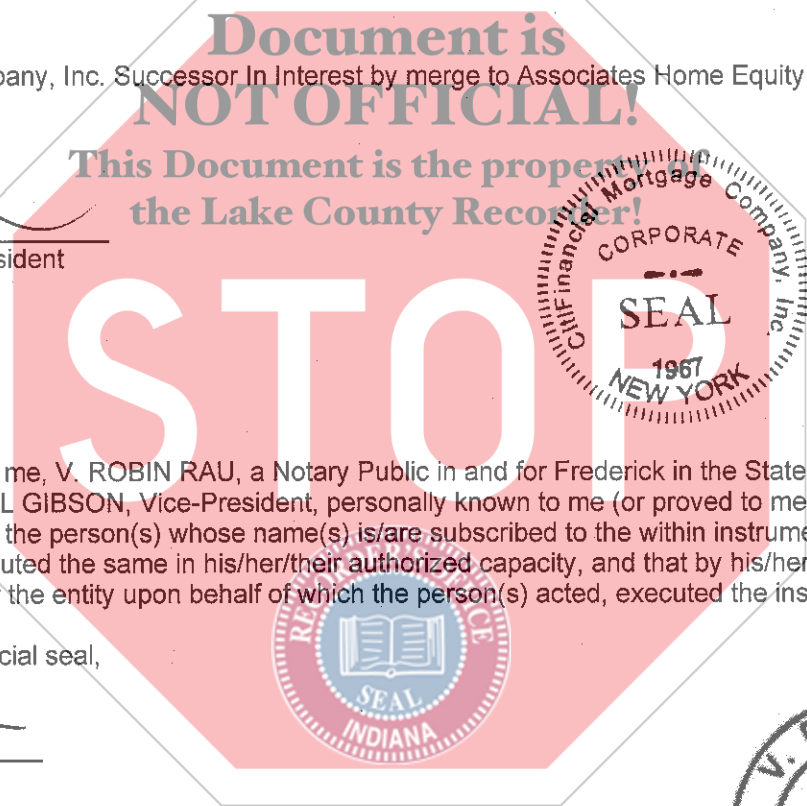 Document is
pany, Inc. Successor In Interest by merge to Associates Home Equity
NOT OFFICIAL!
This Document is the property of
the Lake County Recorder!
sident
CitiFinancial Mortgage Company, Inc
CORPORATE
SEAL
1967
NEW YORK
STOP
me, V. ROBIN RAU, a Notary Public in and for Frederick in the State
L GIBSON, Vice-President, personally known to me (or proved to me
the person(s) whose name(s) is/are subscribed to the within instrume
uted the same in his/her/their authorized capacity, and that by his/her
the entity upon behalf of which the person(s) acted, executed the ins
cial seal,
RECORDER'S OFFICE
SEAL
INDIANA
V.